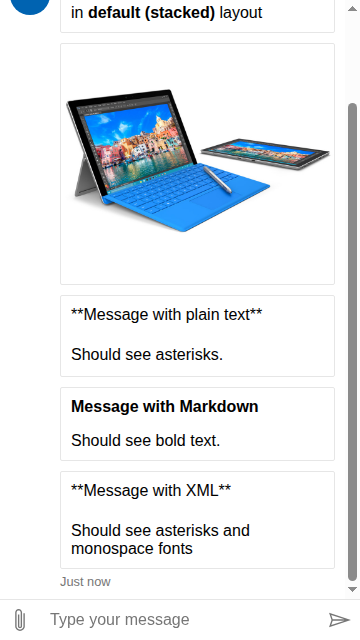 in default (stacked) layout
**Message with plain text**
Should see asterisks.
Message with Markdown
Should see bold text.
**Message with XML**
Should see asterisks and
monospace fonts
Just now
Type your message